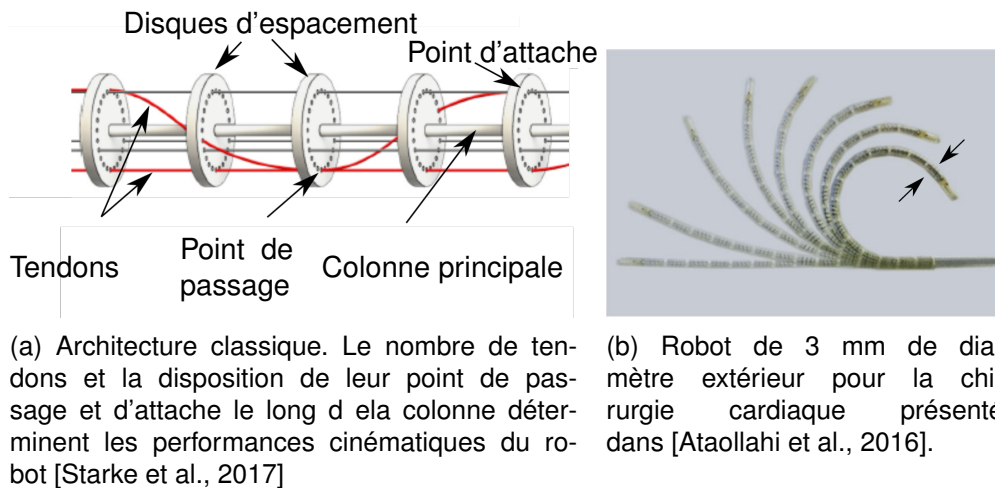 Disques d'espacement
Point d'attache
Tendons
Point de
passage
Colonne principale
(a) Architecture classique. Le nombre de ten-
dons et la disposition de leur point de pas-
sage et d'attache le long d ela colonne déter-
minent les performances cinématiques du ro-
bot [Starke et al., 2017]
(b) Robot de 3 mm de dia
mètre extérieur pour la chi
rurgie cardiaque présenté
dans [Ataollahi et al., 2016].